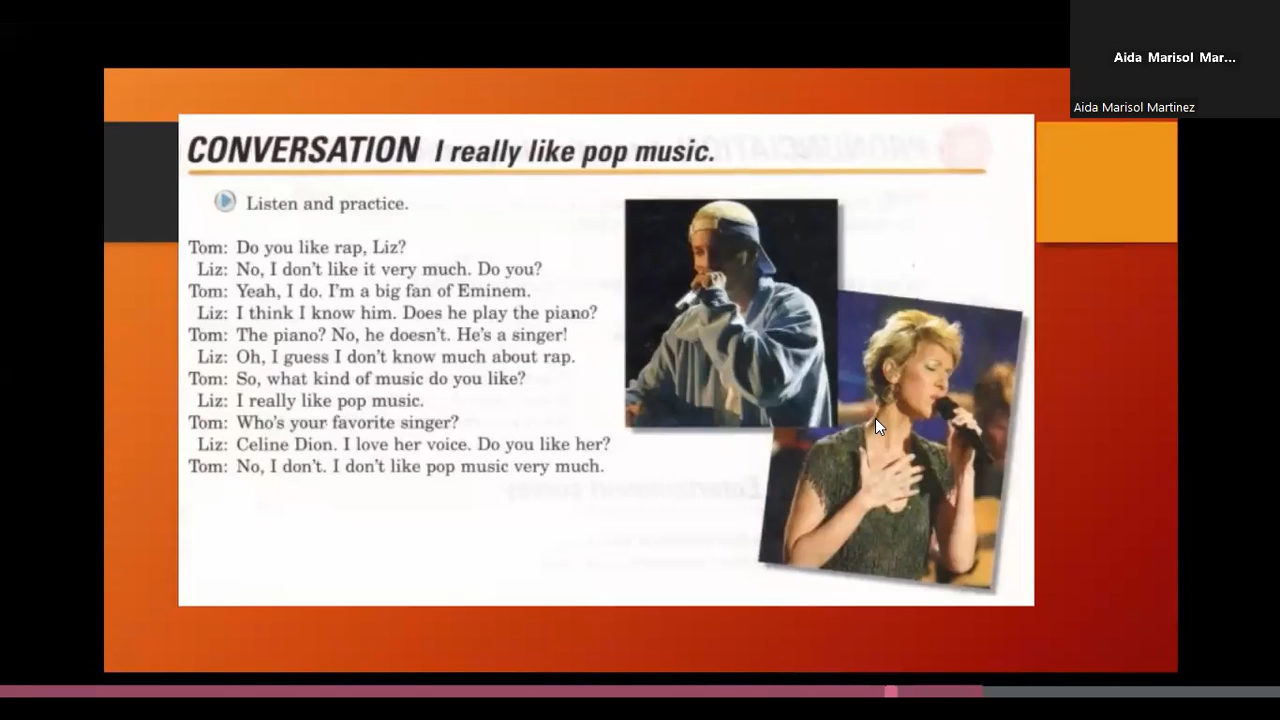 Aida Marisol Mar...
Aida Marisol Martinez
CONVERSATION I really like pop music.
Listen and practice.
Tom: Do you like rap, Liz?
Liz: No, I don't like it very much. Do you?
Tom: Yeah, I do. I'm a big fan of Eminem.
Liz: I think I know him. Does he play the piano?
Tom: The piano? No, he doesn't. He's a singer!
Liz: Oh, I guess I don't know much about rap.
Tom: So, what kind of music do you like?
Liz: I really like pop music.
Tom: Who's your favorite singer?
Liz: Celine Dion. I love her voice. Do you like her?
Tom: No, I don't. I don't like pop music very much.